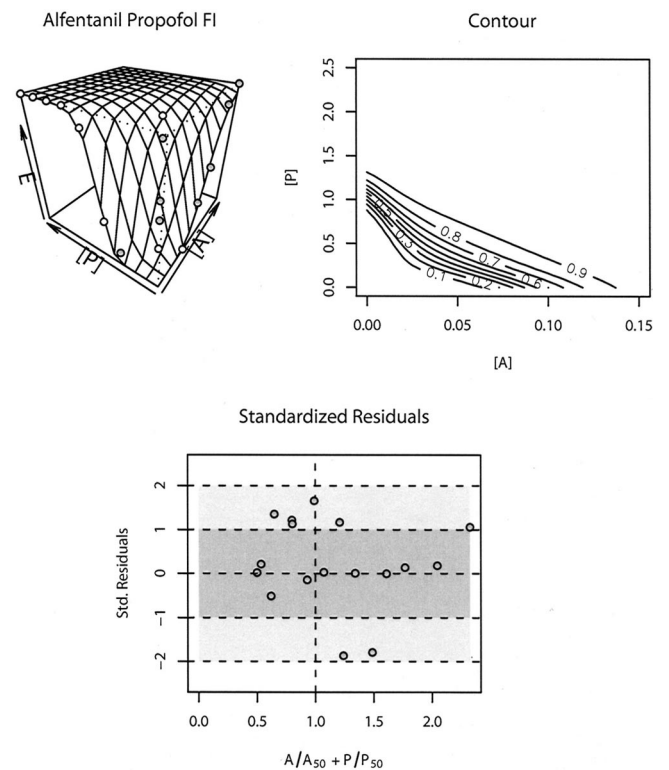 Alfentanil Propofol FI
Contour
E
[P]
[A]
[P]
2.5
2.0
1.5
1.0
0.5
0.0
0.5
0.3
0.1
0.2
0.8
0.7
0.6
0.9
0.00 0.05 0.10 0.15
[A]
Standardized Residuals
Std. Residuals
2
1
0
−1
−2
0.0 0.5 1.0 1.5 2.0
A/A50 + P/P50